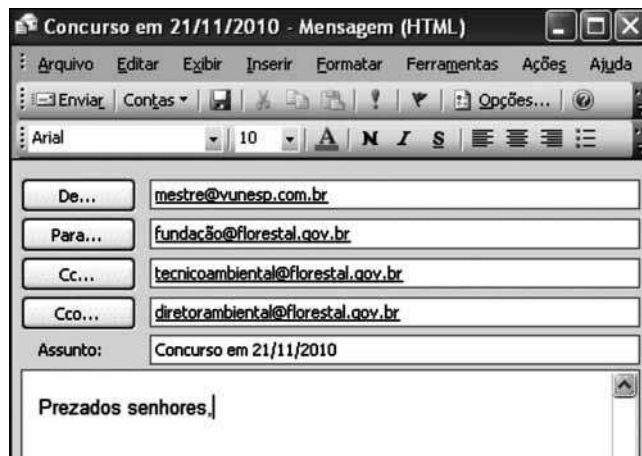 Concurso em 21/11/2010 - Mensagem (HTML)
Arquivo Editar Exibir Inserir Formatar Ferramentas Ações Ajuda
Enviar Contas Opções...
Arial 10 A N I S
De... mestre@vunesp.com.br
Para... fundação@florestal.gov.br
Cc... tecnicoambiental@florestal.gov.br
Cco... diretorambiental@florestal.gov.br
Assunto: Concurso em 21/11/2010
Prezados senhores,